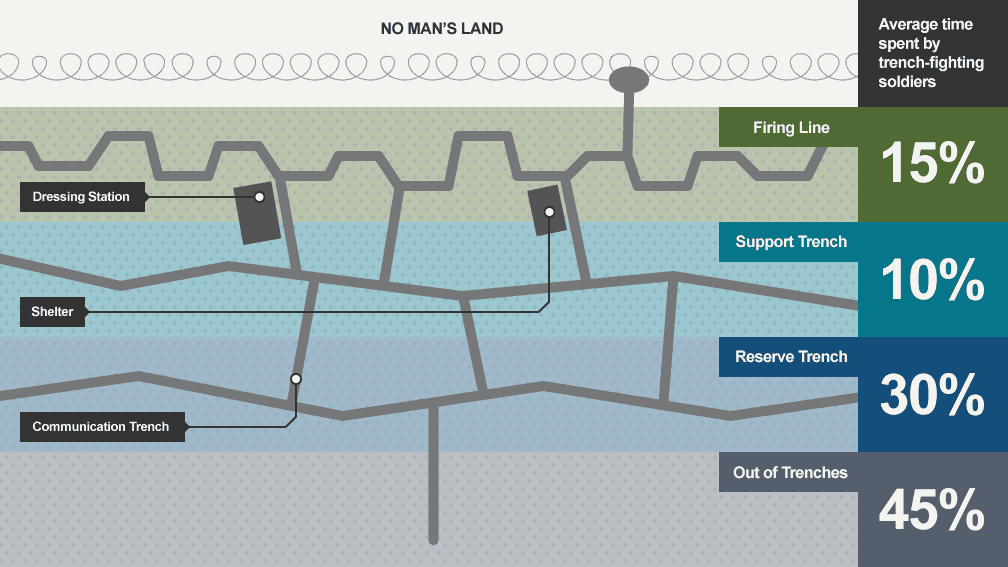 NO MAN’S LAND
Average time
spent by
trench-fighting
soldiers
Firing Line
15%
Dressing Station
Support Trench
10%
Shelter
Reserve Trench
30%
Communication Trench
Out of Trenches
45%